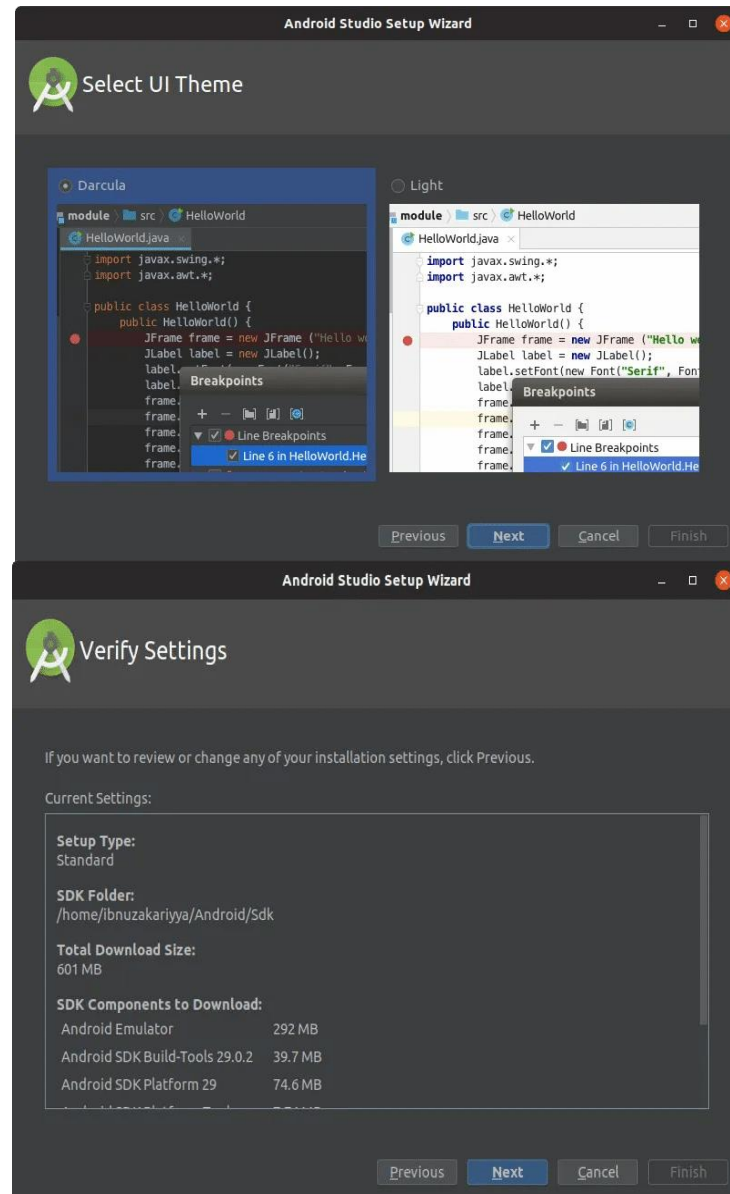 Android Studio Setup Wizard
Select UI Theme
Darcula
module src HelloWorld
HelloWorld.java
import javax.swing.*;
import javax.awt.*;
public class HelloWorld {
public HelloWorld() {
JFrame frame = new JFrame ("Hello
JLabel label = new JLabel();
label.
label.
frame.
frame.
frame.
frame.
frame.
Breakpoints
Line Breakpoints
Line 6 in HelloWorld.He
Light
module src HelloWorld
HelloWorld.java
import javax.swing.*;
import javax.awt.*;
public class HelloWorld {
public HelloWorld() {
JFrame frame = new JFrame ("Hello
JLabel label = new JLabel();
label.setFont(new Font("Serif", Fon
label.
frame.
frame.
frame.
frame.
frame.
Breakpoints
Line Breakpoints
Line 6 in HelloWorld.He
Previous Next Cancel Finish
Android Studio Setup Wizard
Verify Settings
If you want to review or change any of your installation settings, click Previous.
Current Settings:
Setup Type:
Standard
SDK Folder:
/home/ibnuzakariyya/Android/Sdk
Total Download Size:
601 MB
SDK Components to Download:
Android Emulator 292 MB
Android SDK Build-Tools 29.0.2 39.7 MB
Android SDK Platform 29 74.6 MB
Previous Next Cancel Finish